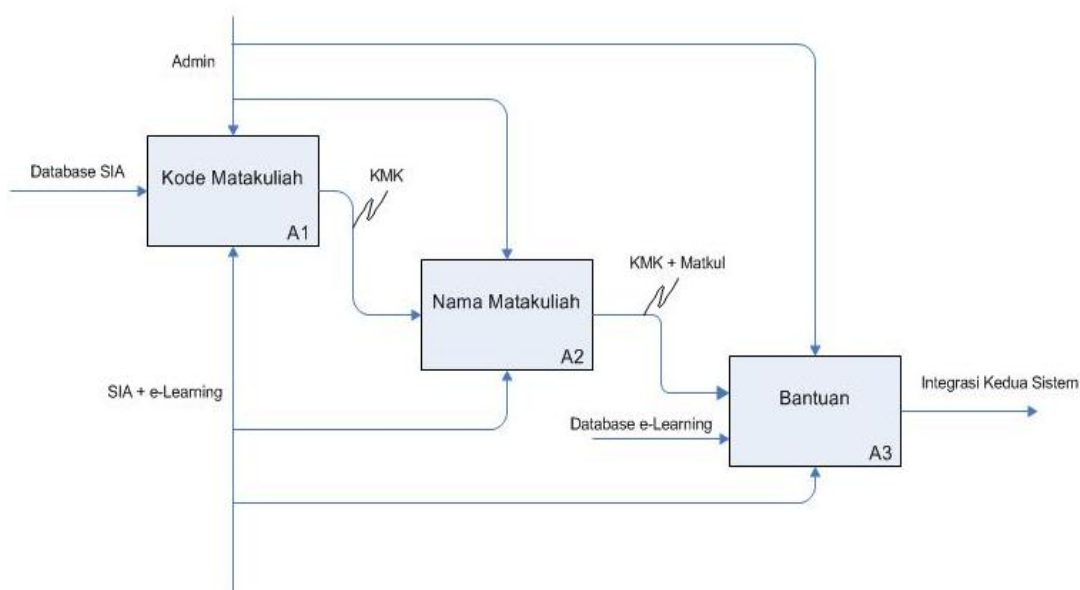 Admin
Database SIA
Kode Matakuliah
A1
KMK
Nama Matakuliah
A2
KMK + Matkul
SIA + e-Learning
Database e-Learning
Bantuan
A3
Integrasi Kedua Sistem